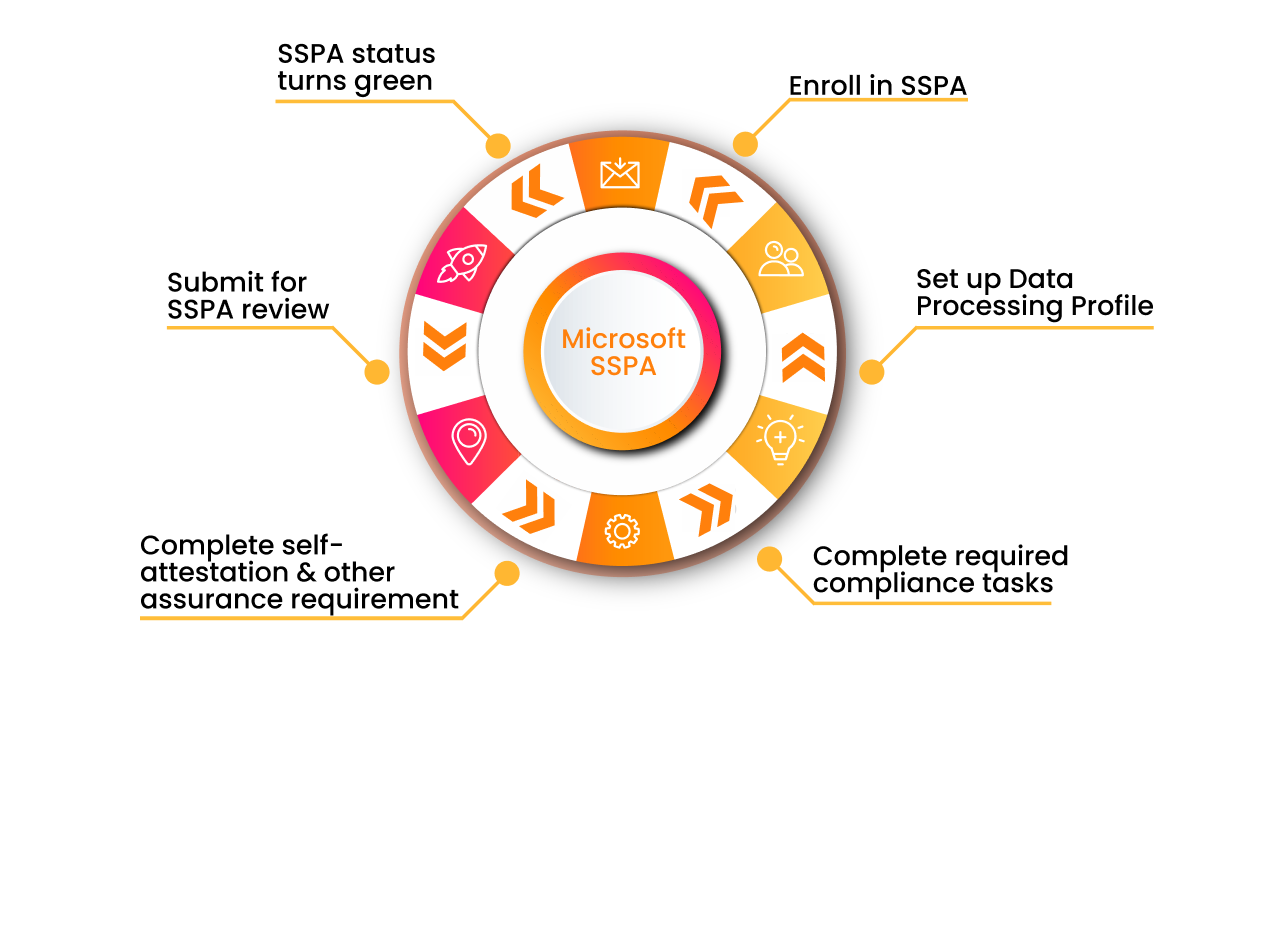 SSPA status
turns green
Enroll in SSPA
Set up Data
Processing Profile
Submit for
SSPA review
Microsoft
SSPA
Complete self-
attestation & other
assurance requirement
Complete required
compliance tasks